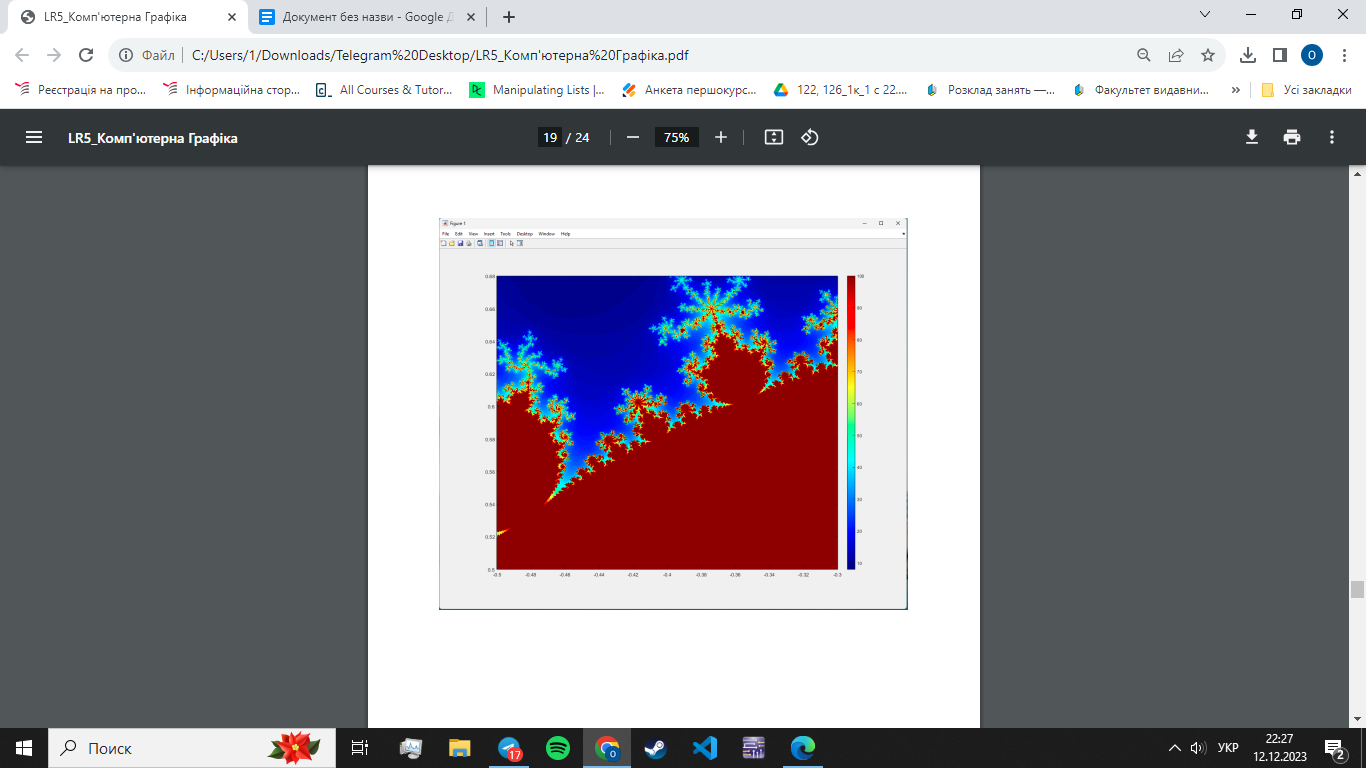 LR5_Комп'ютерна Графіка
Документ без назви - Google Д
Файл
C:/Users/1/Downloads/Telegram%20Desktop/LR5_Комп'ютерна%20Графіка.pdf
О
Реєстрація на про...
Інформаційна стор...
All Courses & Tutor...
Manipulating Lists |...
Анкета першокурс...
122, 126_1к_1 с 22....
Розклад занять —...
Факультет видавни...
»
Усі закладки
LR5_Комп'ютерна Графіка
19 / 24
75%
Figure 1
File Edit View Insert Tools Desktop Window Help
0.68
0.66
0.64
0.62
0.6
0.58
0.56
0.54
0.52
0.5
-0.5 -0.48 -0.46 -0.44 -0.42 -0.4 -0.38 -0.36 -0.34 -0.32 -0.3
100
90
80
70
60
50
40
30
20
10
Поиск
17
УКР
22:27
12.12.2023
2